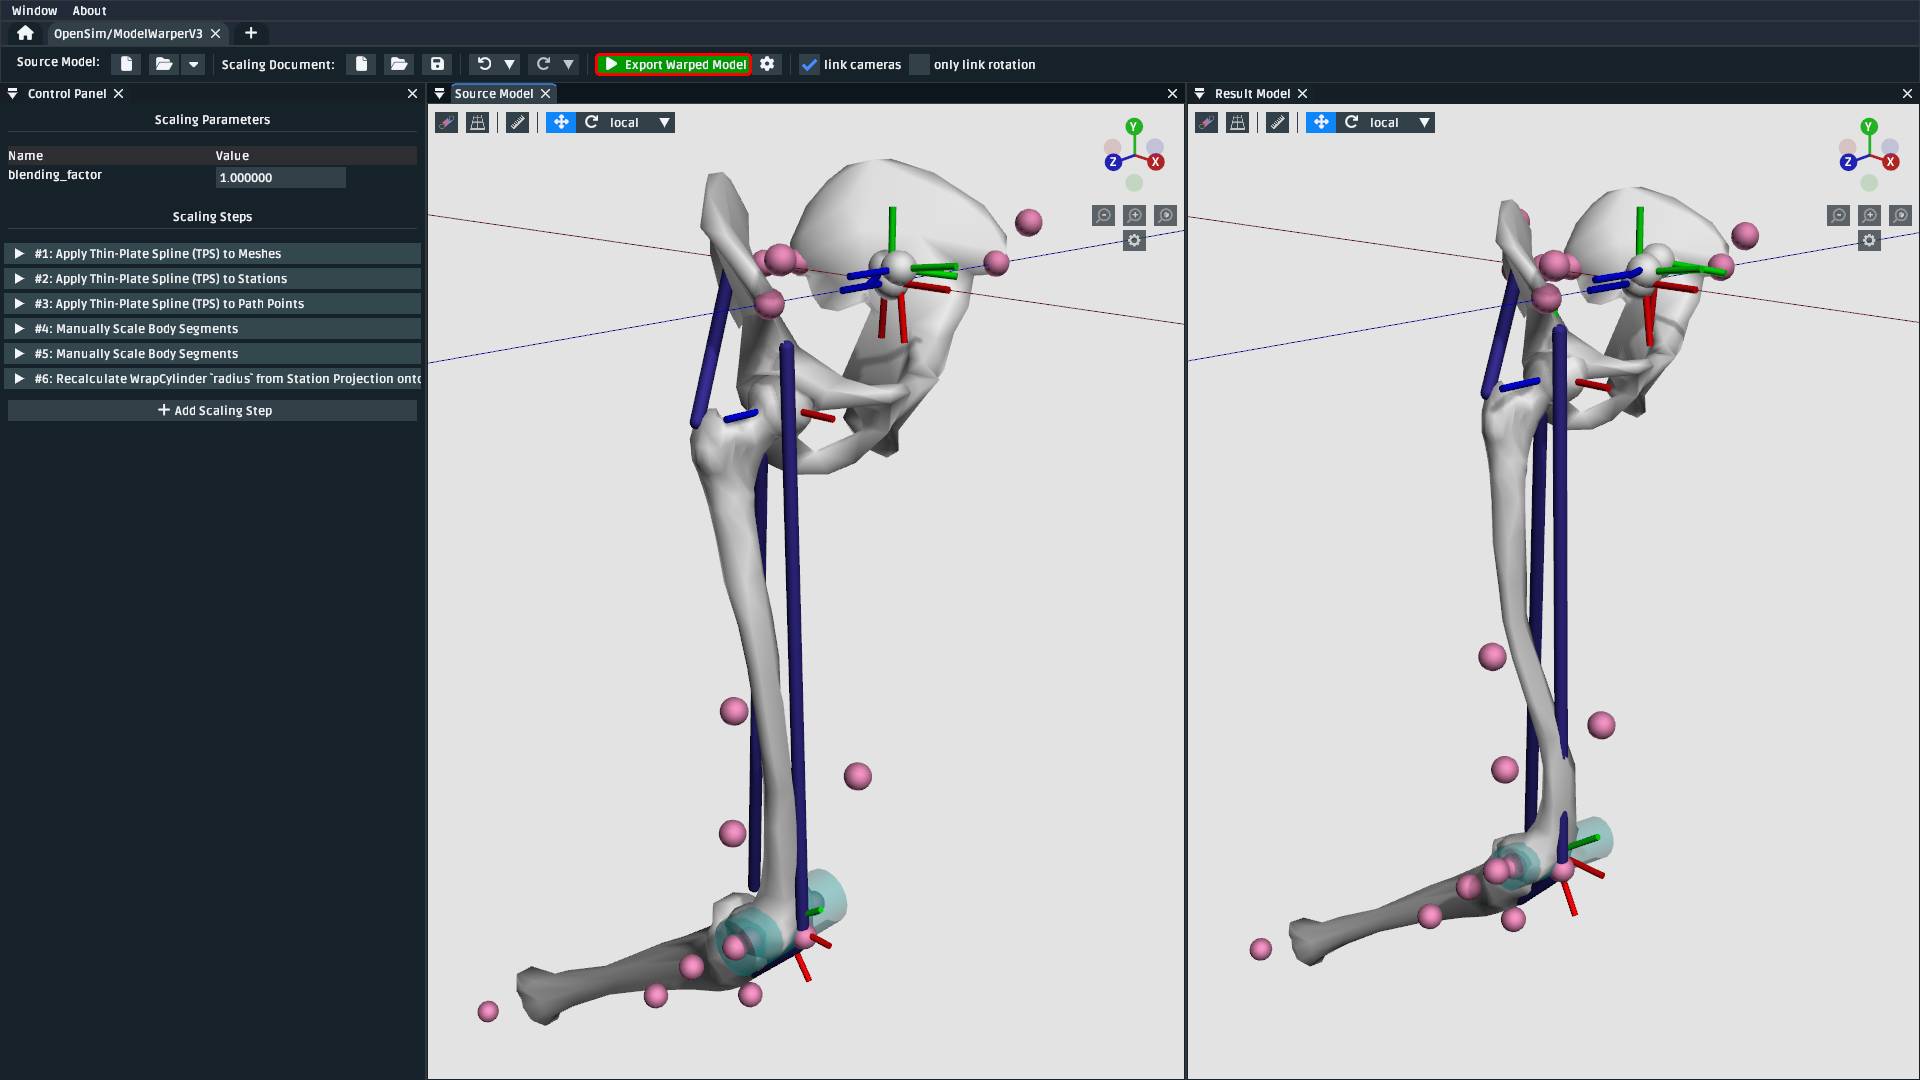 Window About
OpenSim/ModelWarperV3
Source Model: Scaling Document: Export Warped Model link cameras only link rotation
Control Panel
Scaling Parameters
Name Value
blending_factor 1.000000
Scaling Steps
#1: Apply Thin-Plate Spline (TPS) to Meshes
#2: Apply Thin-Plate Spline (TPS) to Stations
#3: Apply Thin-Plate Spline (TPS) to Path Points
#4: Manually Scale Body Segments
#5: Manually Scale Body Segments
#6: Recalculate WrapCylinder `radius` from Station Projection onto
Add Scaling Step
Source Model
local
Y
Z X
Result Model
local
Y
Z X